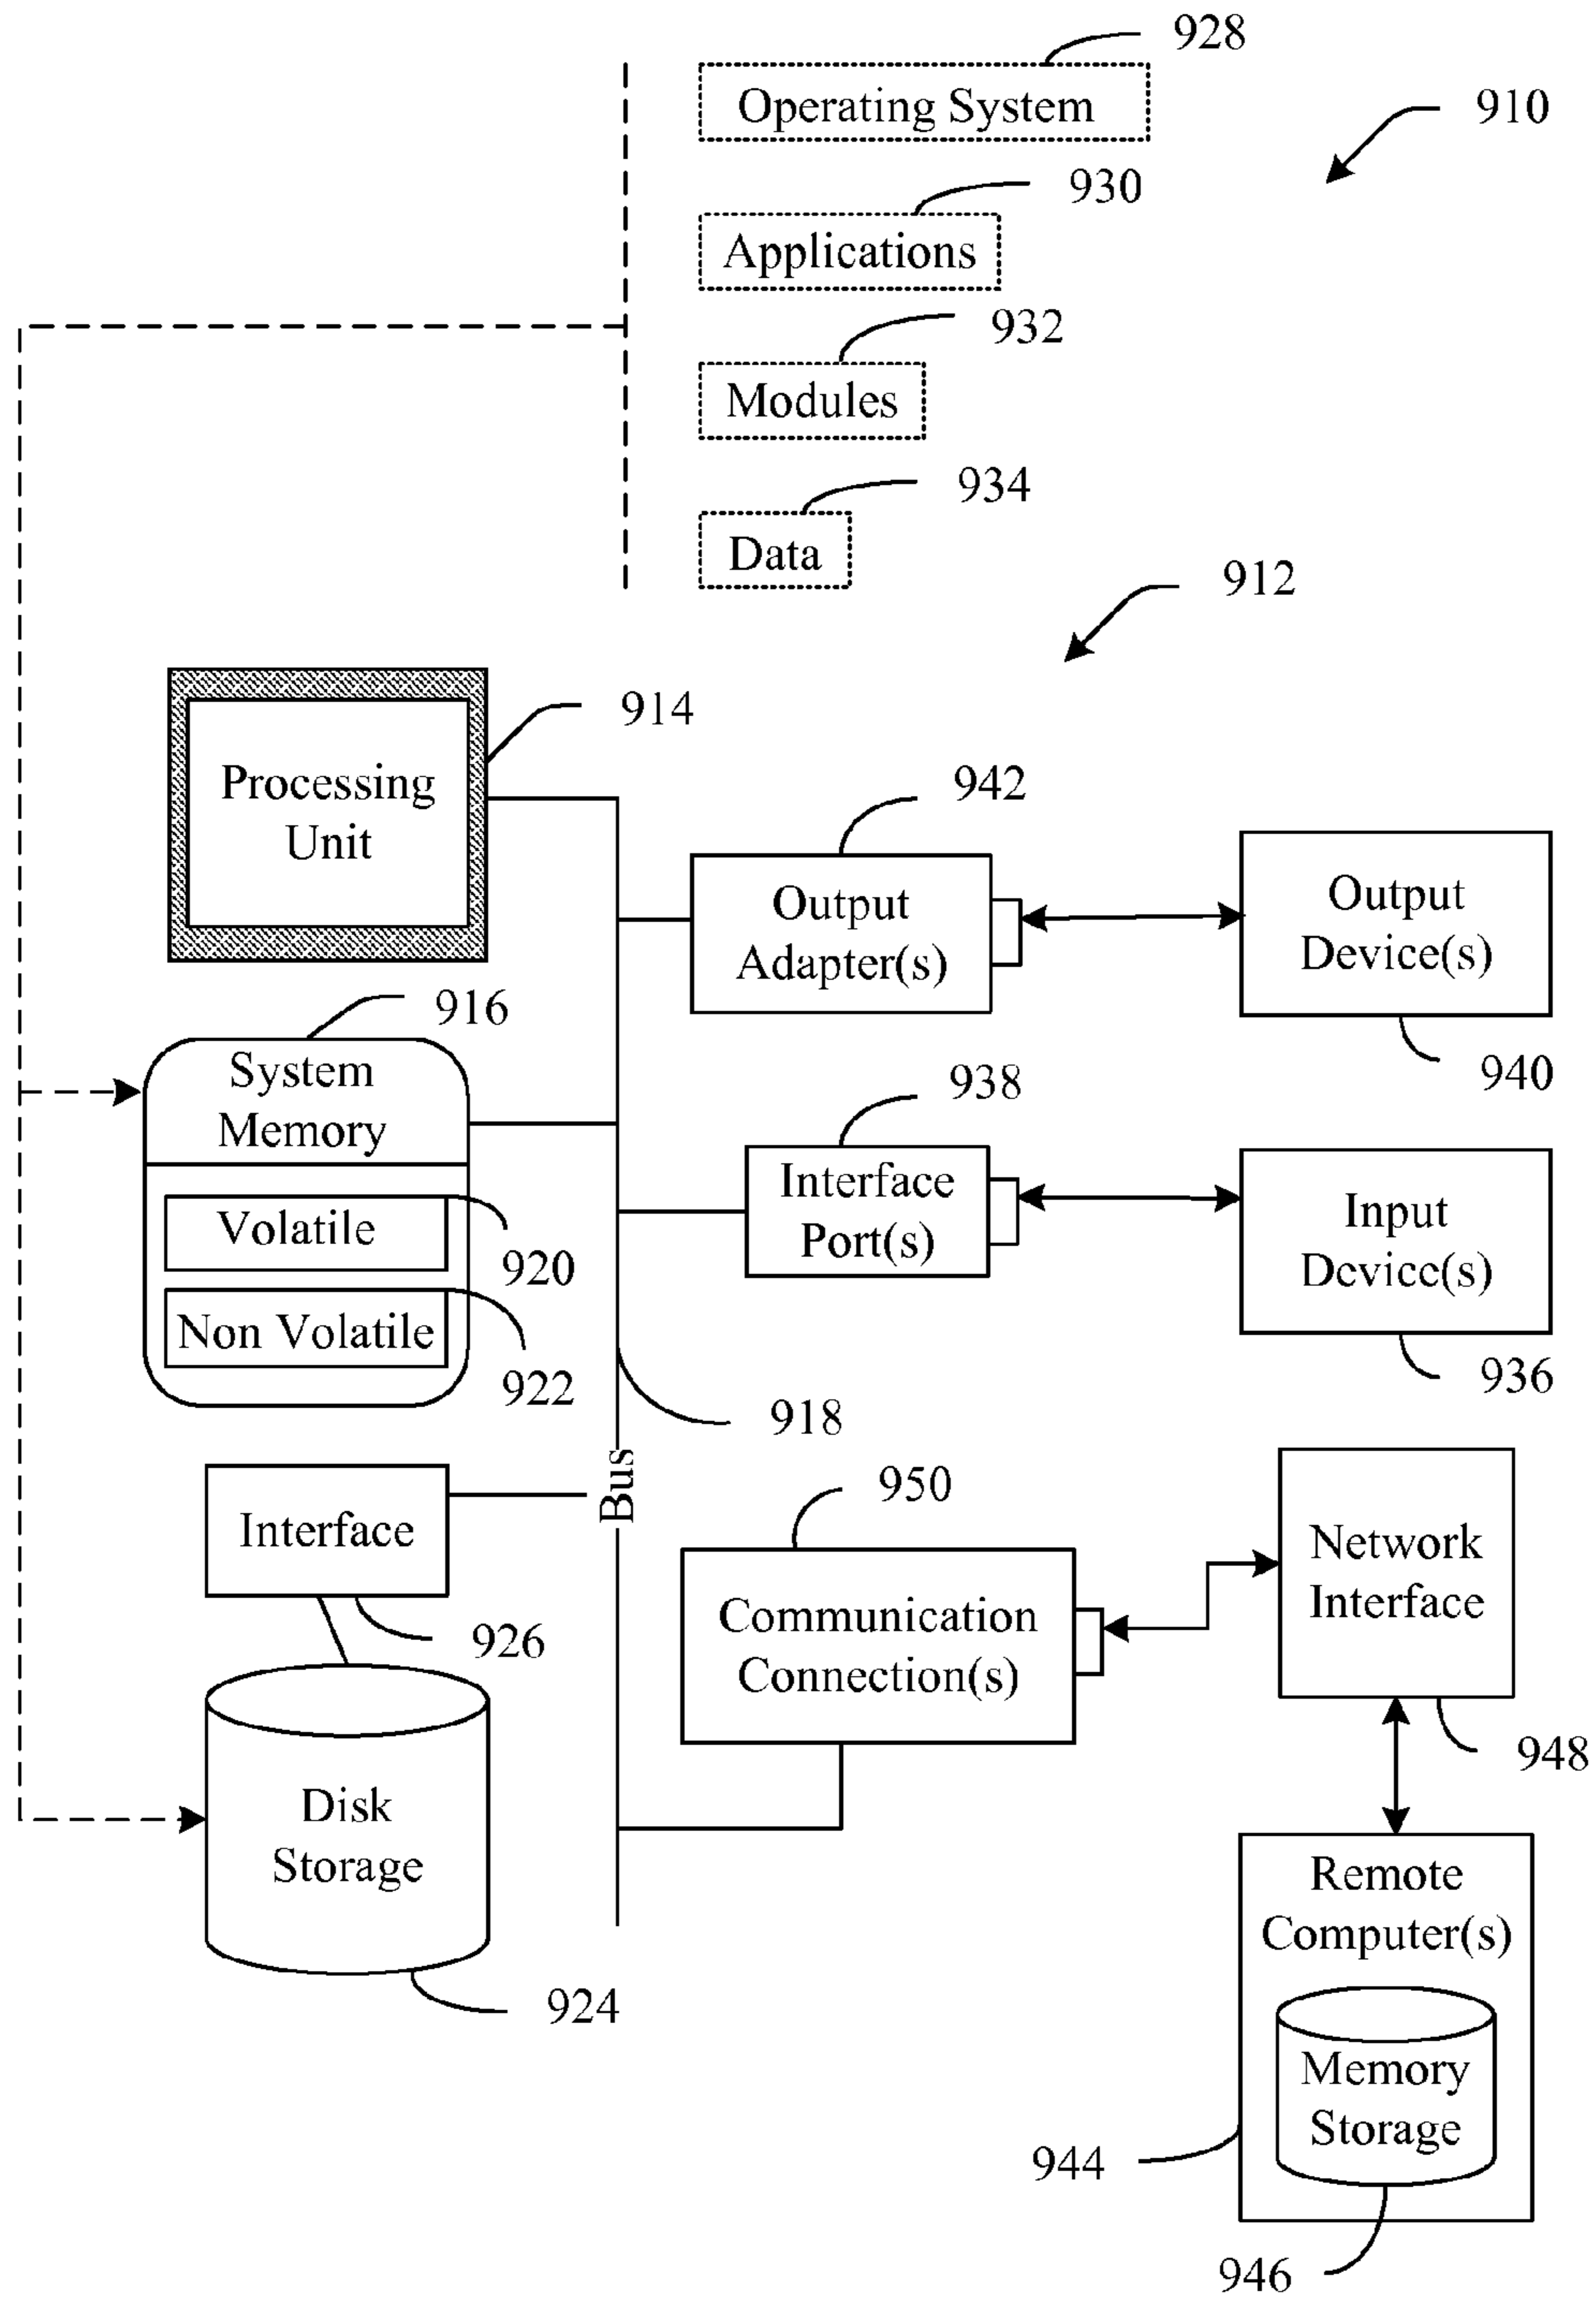 928
Operating System
910
930
Applications
932
Modules
934
Data
912
914
Processing
Unit
942
Output
Adapter(s)
Output
Device(s)
940
916
System
Memory
938
Interface
Port(s)
Input
Device(s)
936
Volatile
920
Non Volatile
922
918
Bus
Interface
926
950
Communication
Connection(s)
Network
Interface
948
Disk
Storage
924
Remote
Computer(s)
Memory
Storage
944
946